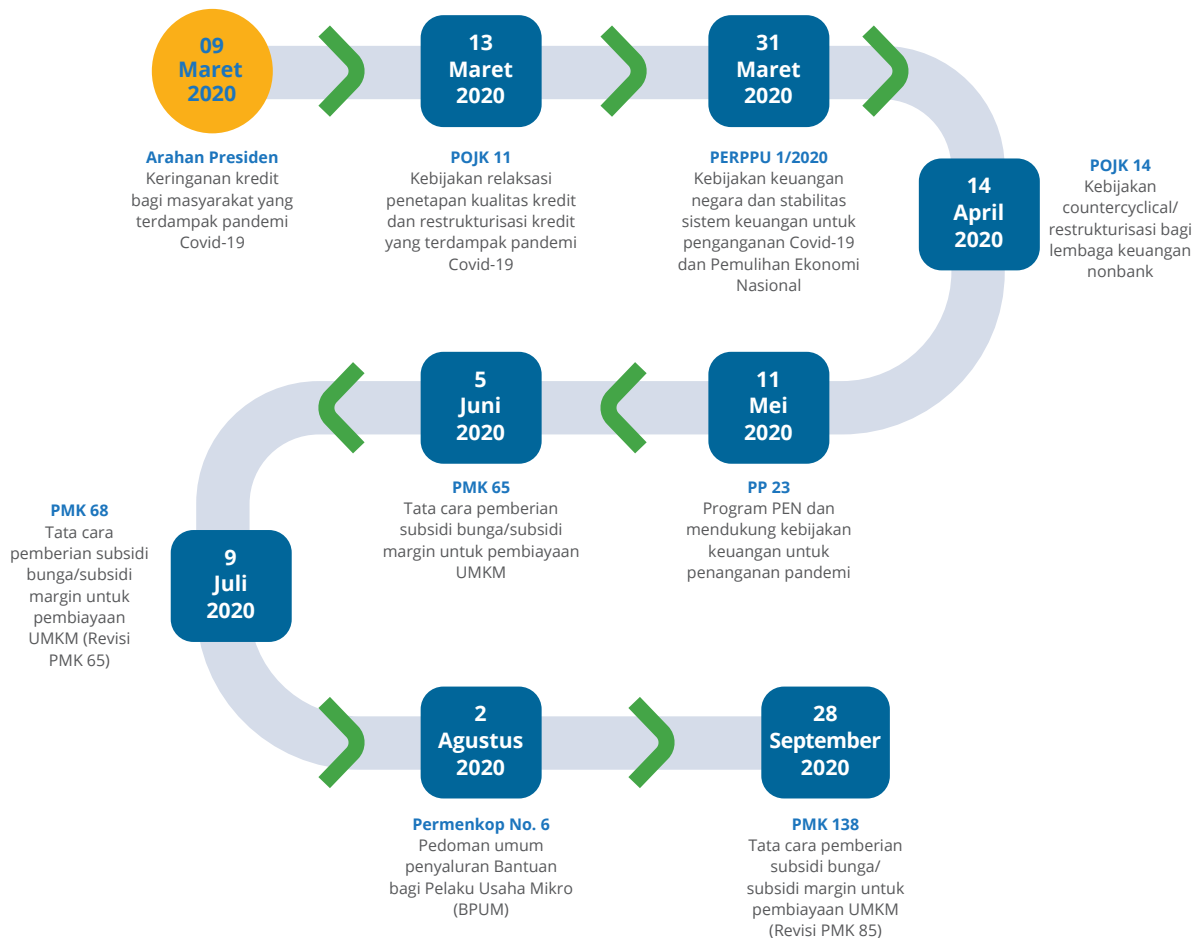 09
Maret
2020
Arahan Presiden
Keringanan kredit
bagi masyarakat yang
terdampak pandemi
Covid-19
13
Maret
2020
POJK 11
Kebijakan relaksasi
penetapan kualitas kredit
dan restrukturisasi kredit
yang terdampak pandemi
Covid-19
31
Maret
2020
PERPPU 1/2020
Kebijakan keuangan
negara dan stabilitas
sistem keuangan untuk
penganganan Covid-19
dan Pemulihan Ekonomi
Nasional
14
April
2020
POJK 14
Kebijakan
countercyclical/
restrukturisasi bagi
lembaga keuangan
nonbank
11
Mei
2020
PP 23
Program PEN dan
mendukung kebijakan
keuangan untuk
penanganan pandemi
5
Juni
2020
PMK 65
Tata cara pemberian
subsidi bunga/subsidi
margin untuk pembiayaan
UMKM
9
Juli
2020
PMK 68
Tata cara
pemberian subsidi
bunga/subsidi
margin untuk
pembiayaan
UMKM (Revisi
PMK 65)
2
Agustus
2020
Permenkop No. 6
Pedoman umum
penyaluran Bantuan
bagi Pelaku Usaha Mikro
(BPUM)
28
September
2020
PMK 138
Tata cara pemberian
subsidi bunga/
subsidi margin untuk
pembiayaan UMKM
(Revisi PMK 85)